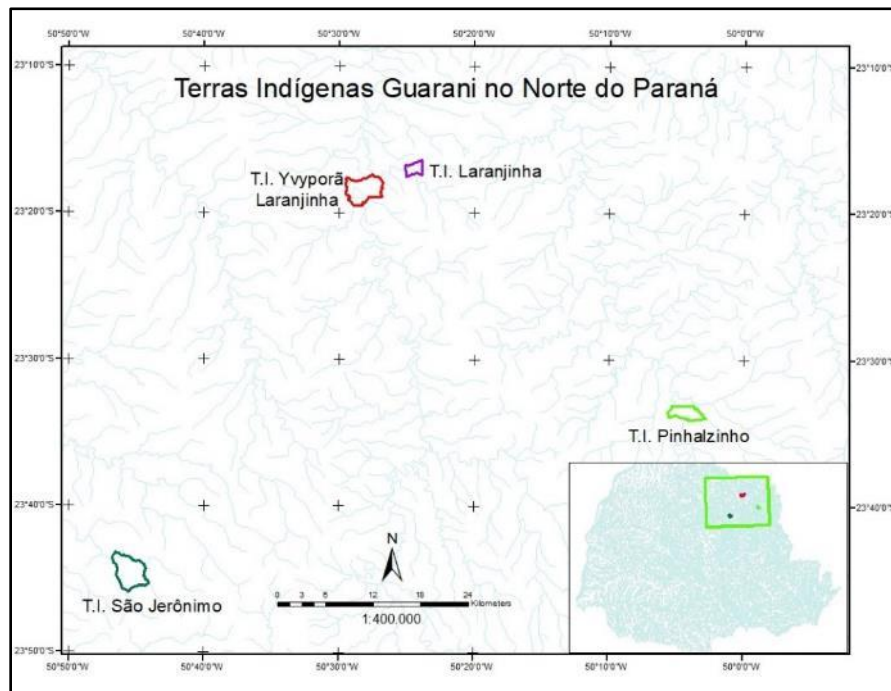 50°50'0"W 50°40'0"W 50°30'0"W 50°20'0"W 50°10'0"W 50°0'0"W
23°10'0"S 23°10'0"S
Terras Indígenas Guarani no Norte do Paraná
T.I. Yvyporã
Laranjinha
T.I. Laranjinha
23°20'0"S 23°20'0"S
23°30'0"S 23°30'0"S
T.I. Pinhalzinho
23°40'0"S 23°40'0"S
T.I. São Jerônimo
N
0 3 6 12 18 24
Kilometers
1:400.000
23°50'0"S 23°50'0"S
50°50'0"W 50°40'0"W 50°30'0"W 50°20'0"W 50°10'0"W 50°0'0"W